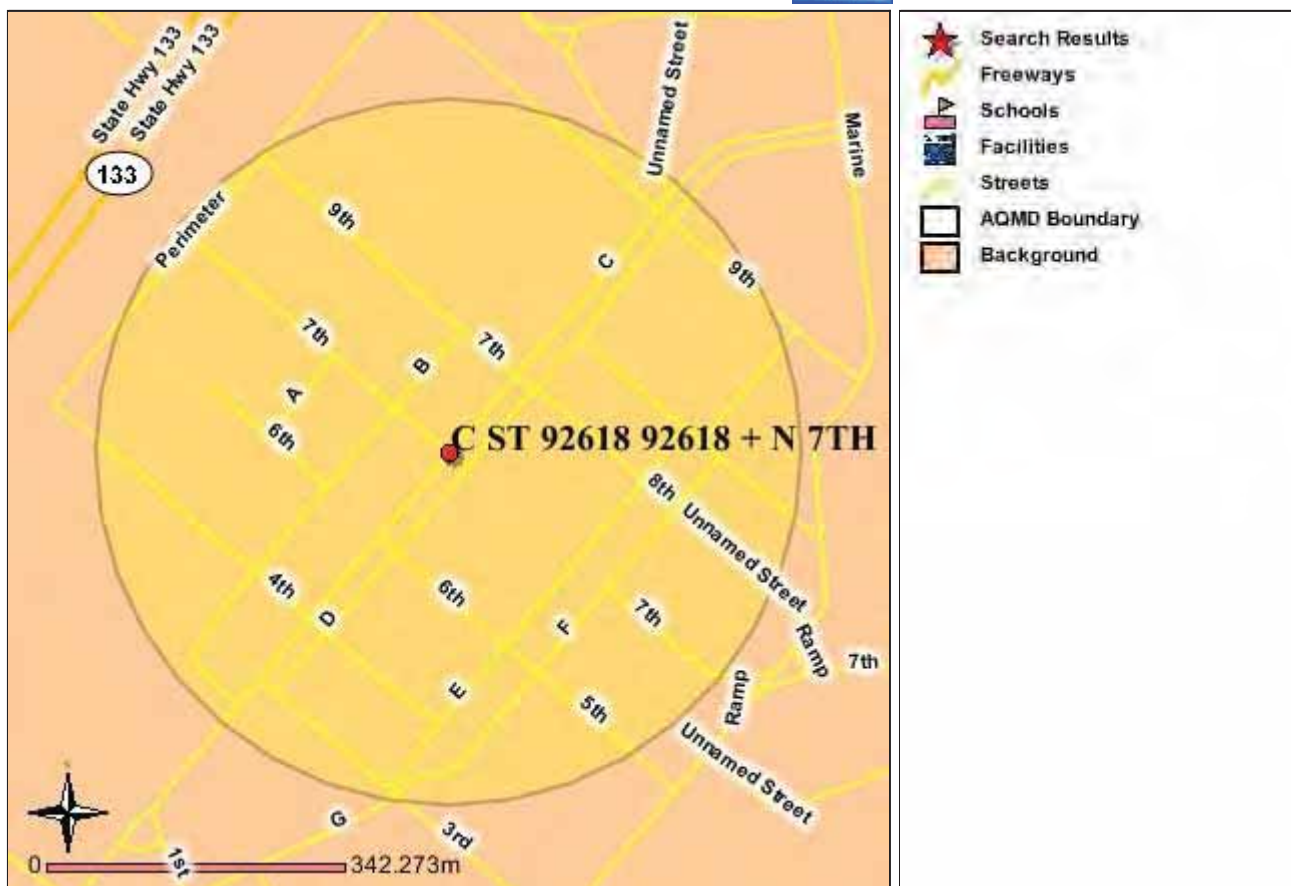 State Hwy 133
State Hwy 133
133
Unnamed Street
Marine
Perimeter
9th
C
9th
7th
B
7th
A
6th
C ST 92618 92618 + N 7TH
8th
Unnamed Street
4th
D
6th
F
7th
Ramp
7th
E
Ramp
5th
Unnamed Street
G
3rd
1st
0
342.273m
Search Results
Freeways
Schools
Facilities
Streets
AQMD Boundary
Background